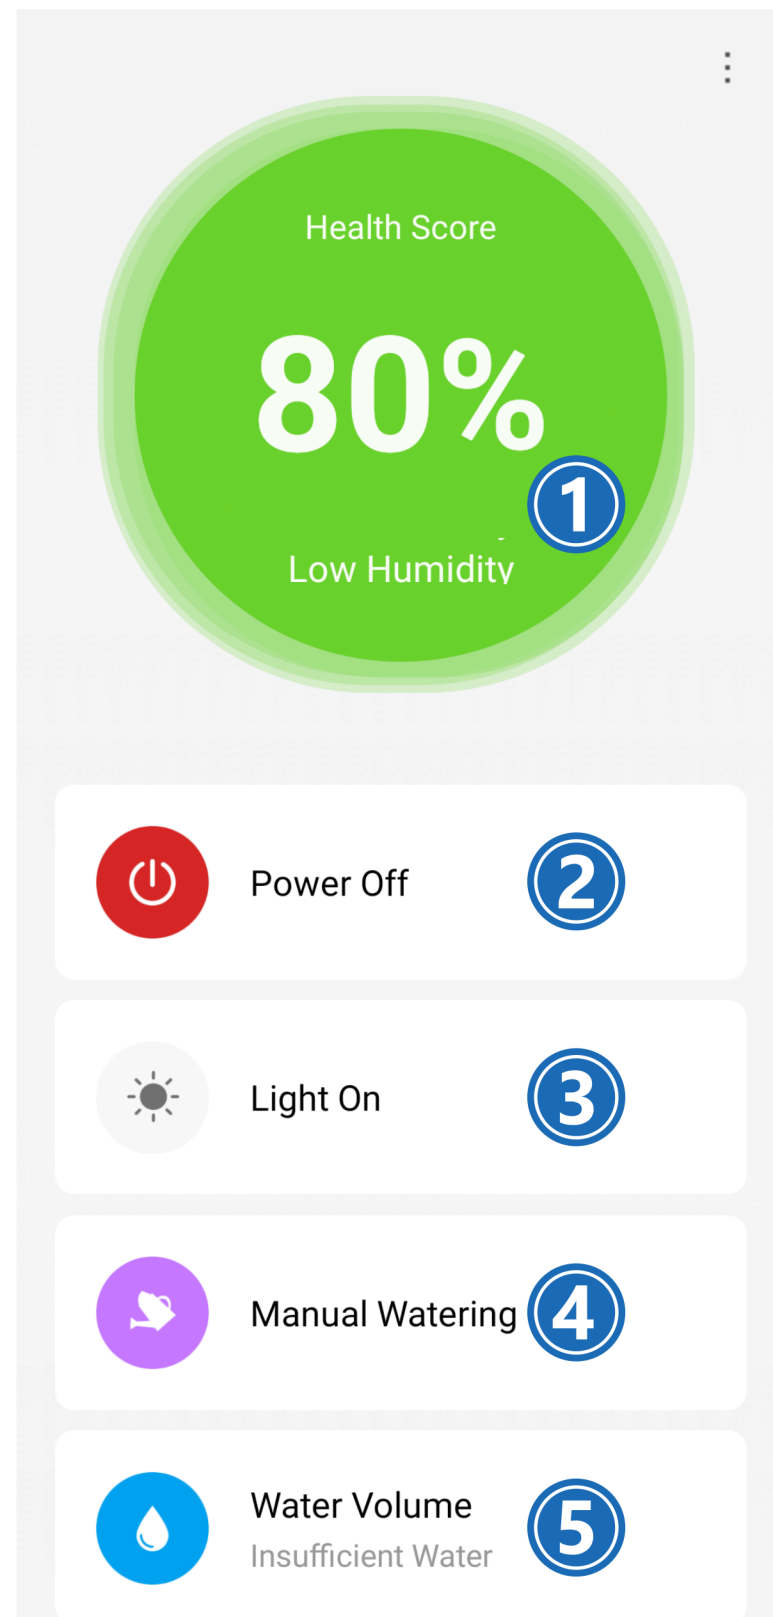 Health Score
80%
1
Low Humidity
Power Off
2
Light On
3
Manual Watering
4
Water Volume
5
Insufficient Water